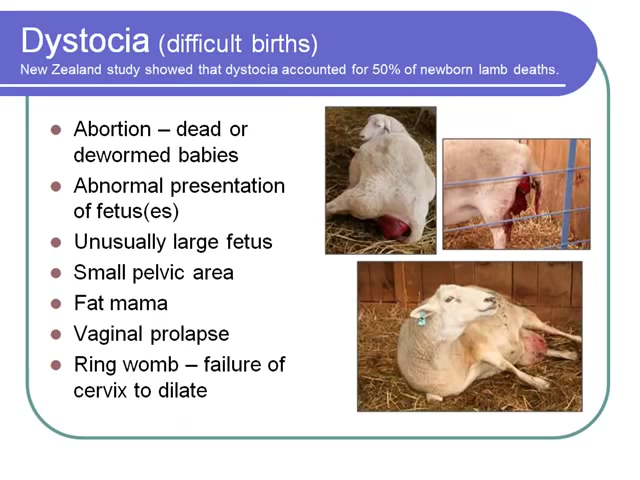 Dystocia (difficult births)
New Zealand study showed that dystocia accounted for 50% of newborn lamb deaths.
Abortion – dead or
dewormed babies
Abnormal presentation
of fetus(es)
Unusually large fetus
Small pelvic area
Fat mama
Vaginal prolapse
Ring womb – failure of
cervix to dilate